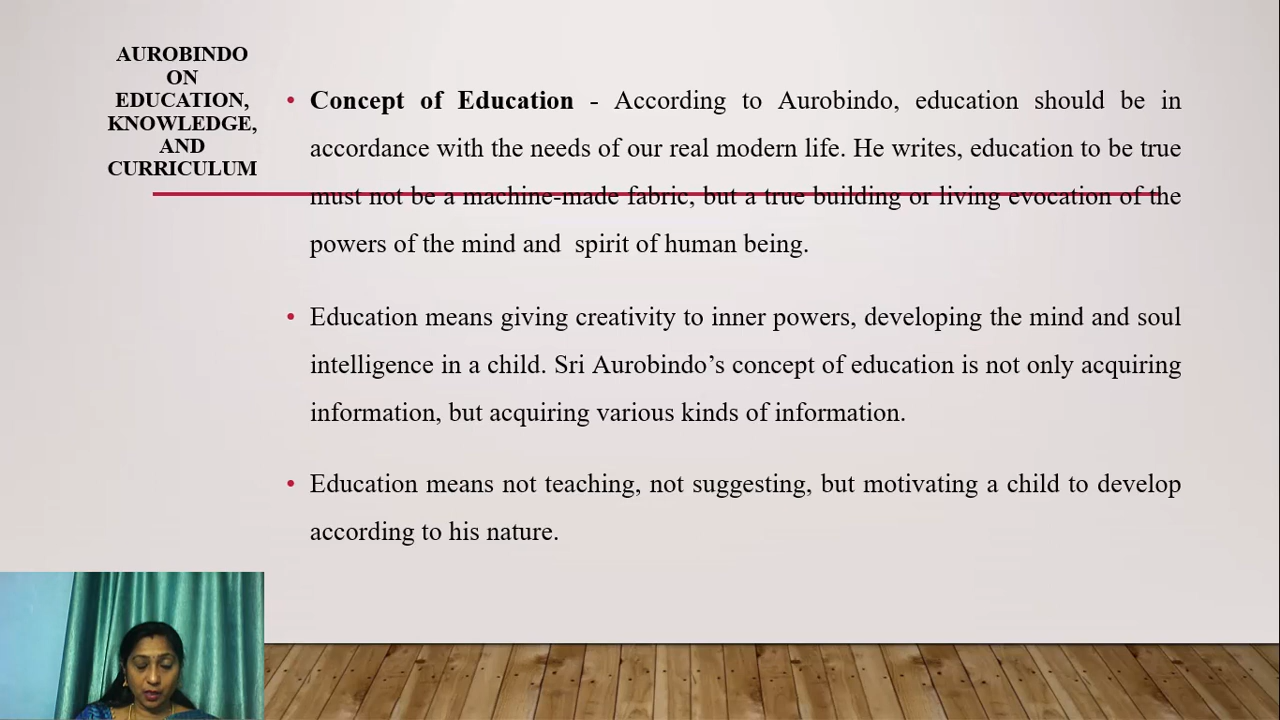 AUROBINDO
ON
EDUCATION,
KNOWLEDGE,
AND
CURRICULUM
• Concept of Education - According to Aurobindo, education should be in
accordance with the needs of our real modern life. He writes, education to be true
must not be a machine-made fabric, but a true building or living evocation of the
powers of the mind and spirit of human being.
• Education means giving creativity to inner powers, developing the mind and soul
intelligence in a child. Sri Aurobindo’s concept of education is not only acquiring
information, but acquiring various kinds of information.
• Education means not teaching, not suggesting, but motivating a child to develop
according to his nature.